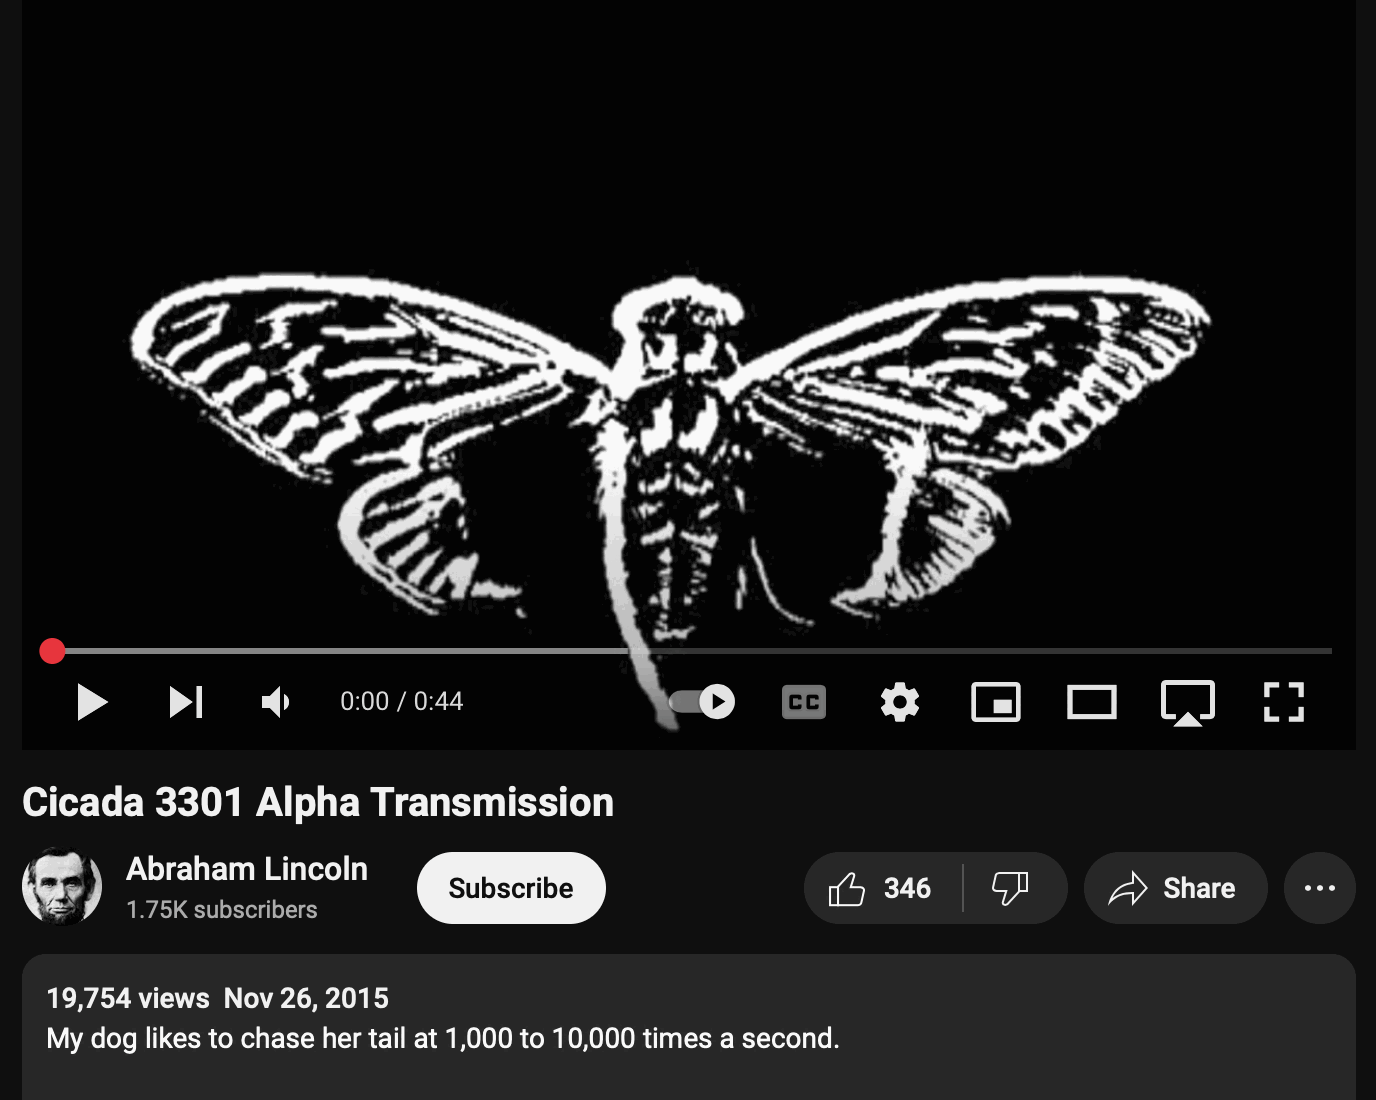 0:00 / 0:44
CC
Cicada 3301 Alpha Transmission
Abraham Lincoln
1.75K subscribers
Subscribe
346
Share
19,754 views Nov 26, 2015
My dog likes to chase her tail at 1,000 to 10,000 times a second.